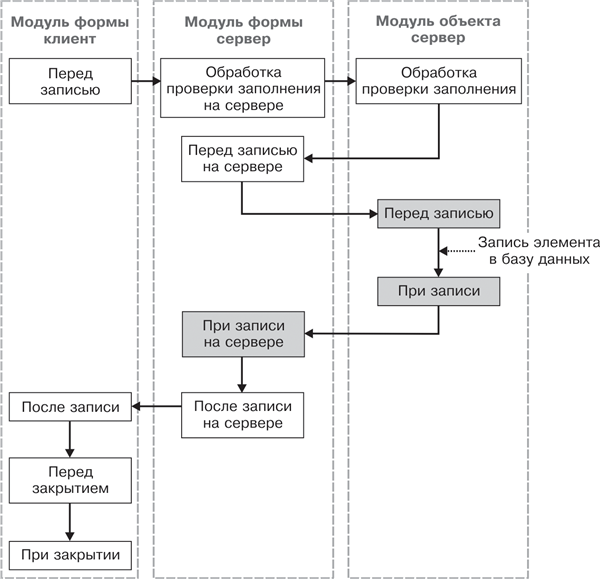 Модуль формы
клиент
Модуль формы
сервер
Модуль объекта
сервер
Перед
записью
Обработка
проверки заполнения
на сервере
Обработка
проверки заполнения
Перед записью
на сервере
Перед записью
Запись элемента
в базу данных
При записи
При записи
на сервере
После записи
После записи
на сервере
Перед
закрытием
При закрытии